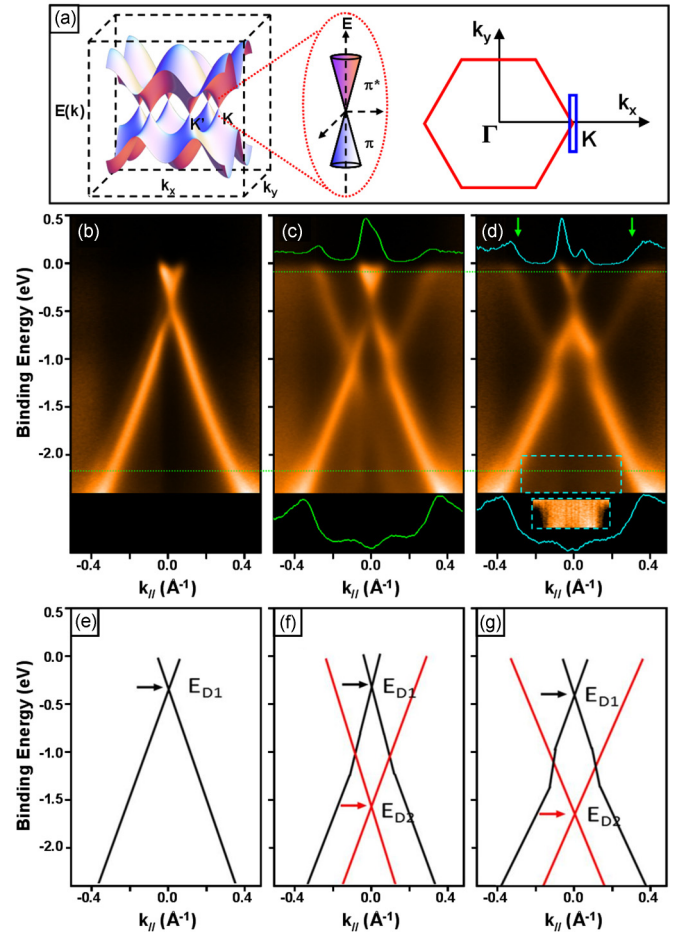 (a)
E(k)
K'
K
kx
ky
E
π*
π
ky
kx
Γ
K
(b)
(c)
(d)
Binding Energy (eV)
0.5
0.0
-0.5
-1.0
-1.5
-2.0
-0.4
0.0
0.4
-0.4
0.0
0.4
-0.4
0.0
0.4
k// (Å-1)
k// (Å-1)
k// (Å-1)
(e)
(f)
(g)
Binding Energy (eV)
0.5
0.0
-0.5
-1.0
-1.5
-2.0
ED1
ED1
ED2
ED1
ED2
-0.4
0.0
0.4
-0.4
0.0
0.4
-0.4
0.0
0.4
k// (Å-1)
k// (Å-1)
k// (Å-1)